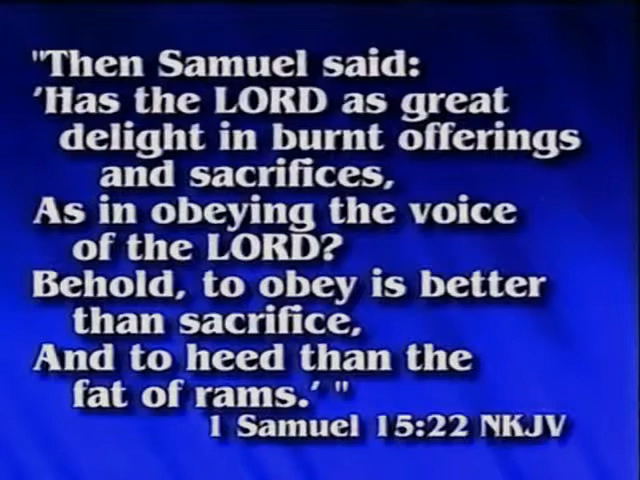 "Then Samuel said:
'Has the LORD as great
delight in burnt offerings
and sacrifices,
As in obeying the voice
of the LORD?
Behold, to obey is better
than sacrifice,
And to heed than the
fat of rams.' "
1 Samuel 15:22 NKJV